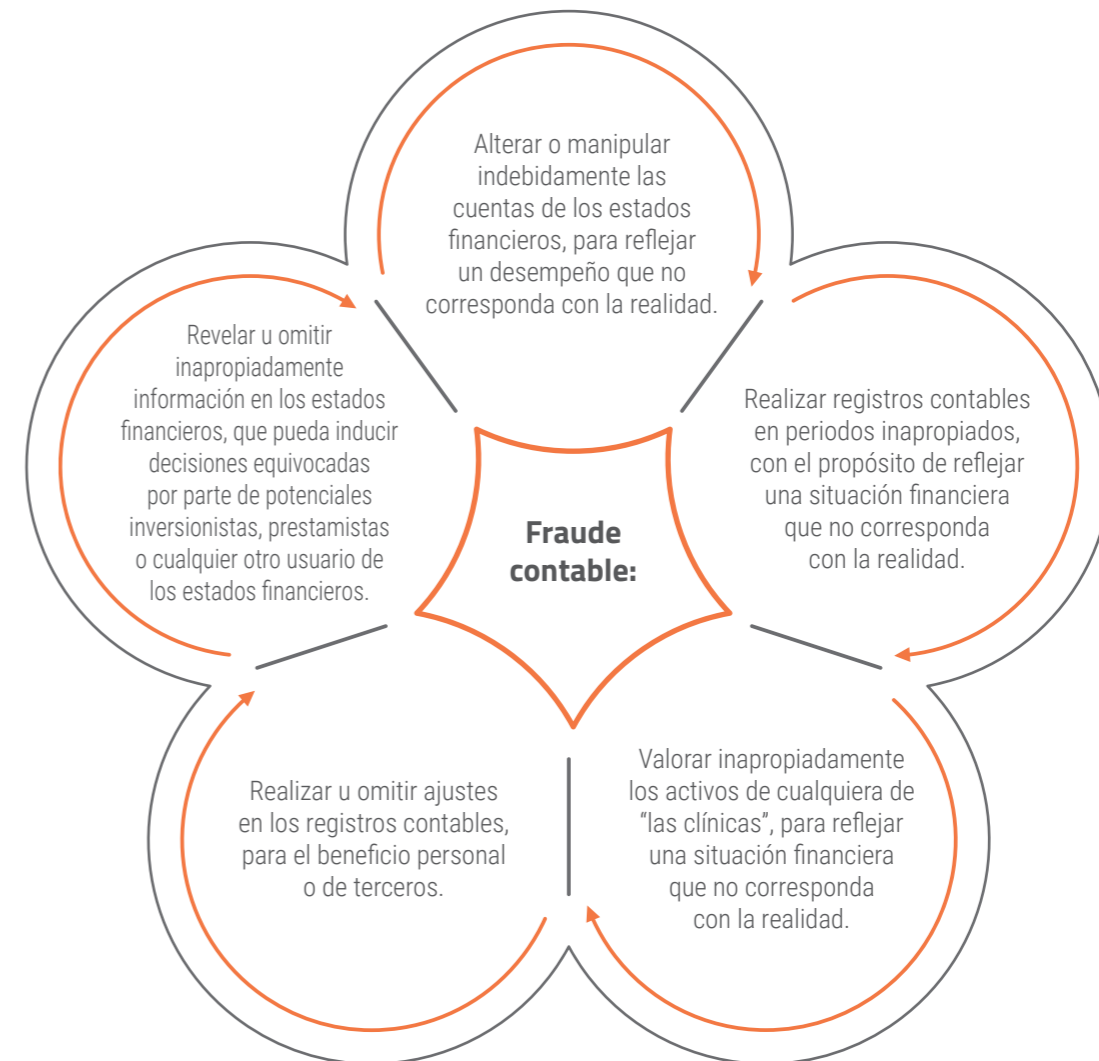 Alterar o manipular
indebidamente las
cuentas de los estados
financieros, para reflejar
un desempeño que no
corresponda con la realidad.
Realizar registros contables
en periodos inapropiados,
con el propósito de reflejar
una situación financiera
que no corresponda
con la realidad.
Valorar inapropiadamente
los activos de cualquiera de
“las clínicas”, para reflejar
una situación financiera
que no corresponda
con la realidad.
Realizar u omitir ajustes
en los registros contables,
para el beneficio personal
o de terceros.
Revelar u omitir
inapropiadamente
información en los estados
financieros, que pueda inducir
decisiones equivocadas
por parte de potenciales
inversionistas, prestamistas
o cualquier otro usuario de
los estados financieros.
Fraude
contable: